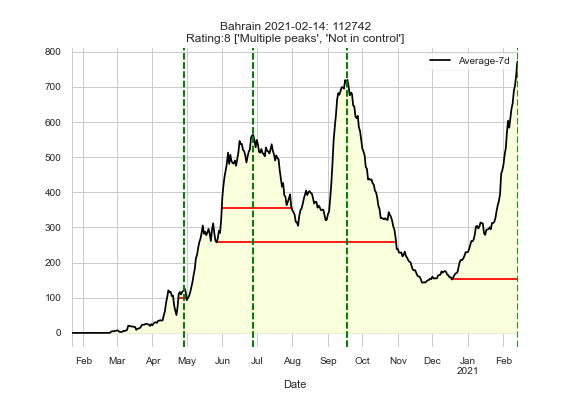 Bahrain 2021-02-14: 112742
Rating:8 ['Multiple peaks', 'Not in control']
Average-7d
800
700
600
500
400
300
200
100
0
Feb Mar Apr May Jun Jul Aug Sep Oct Nov Dec Jan Feb
2021
Date